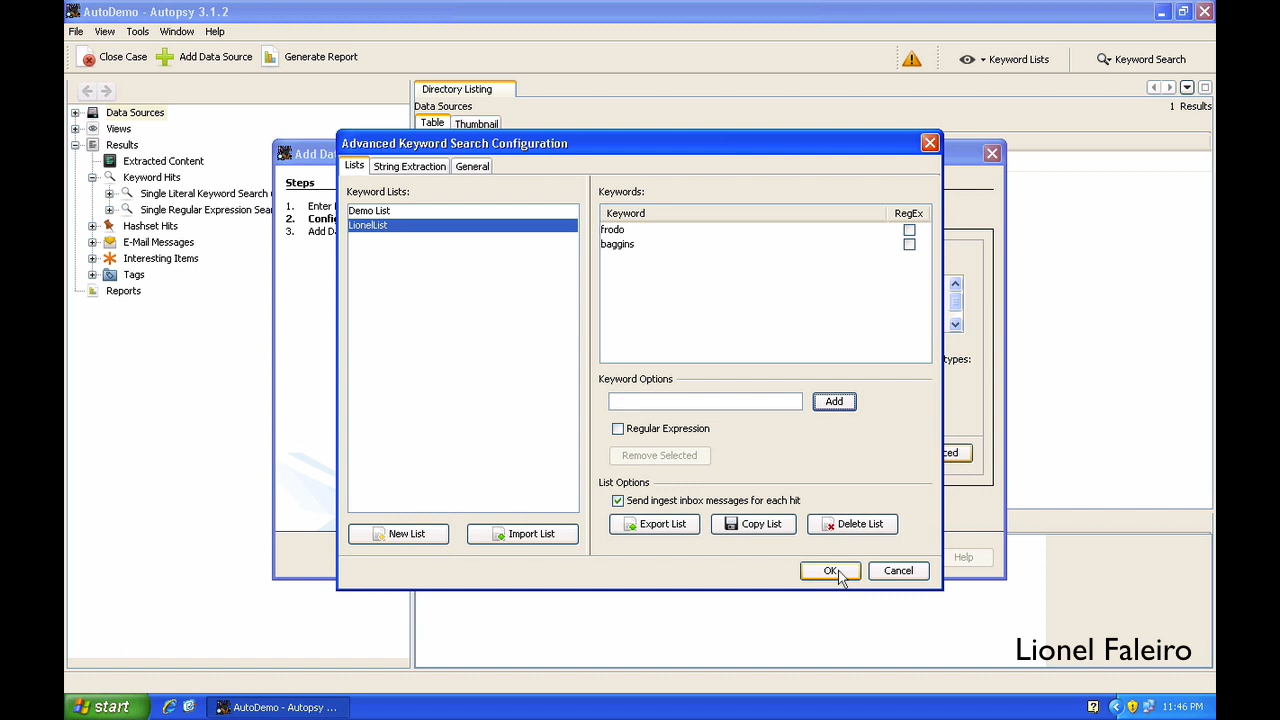 AutoDemo - Autopsy 3.1.2
File View Tools Window Help
Close Case Add Data Source Generate Report Keyword Lists Keyword Search
Directory Listing
Data Sources
1 Results
Table Thumbnail
Data Sources
Views
Results
Extracted Content
Keyword Hits
Single Literal Keyword Search
Single Regular Expression Sear
Hashset Hits
E-Mail Messages
Interesting Items
Tags
Reports
Add Dat
Steps
1. Enter
2. Config
3. Add Da
types:
Help
Advanced Keyword Search Configuration
Lists String Extraction General
Keyword Lists:
Demo List
LionelList
New List Import List
Keywords:
Keyword RegEx
frodo
baggins
Keyword Options
Add
Regular Expression
Remove Selected
List Options
Send ingest inbox messages for each hit
Export List Copy List Delete List
OK Cancel
Lionel Faleiro
start AutoDemo - Autopsy ... 11:46 PM